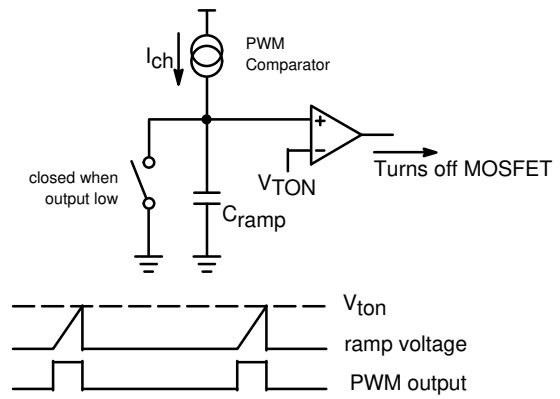 PWM
Comparator
Ich
+
−
closed when
output low
VTON
Turns off MOSFET
Cramp
Vton
ramp voltage
PWM output